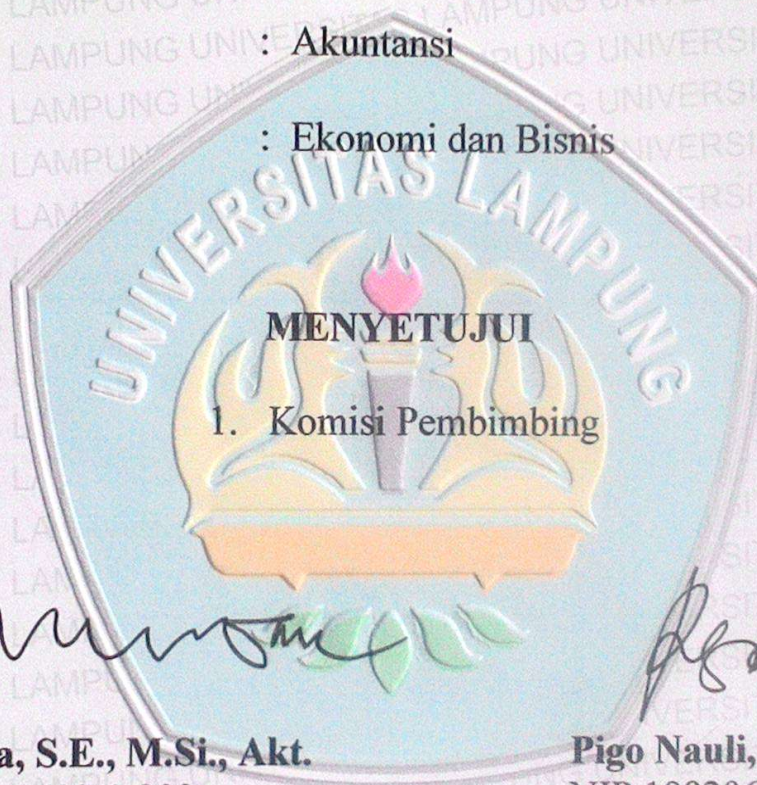 : Akuntansi
: Ekonomi dan Bisnis
UNIVERSITAS LAMPUNG
MENYETUJUI
1. Komisi Pembimbing
a, S.E., M.Si., Akt. Pigo Nauli,